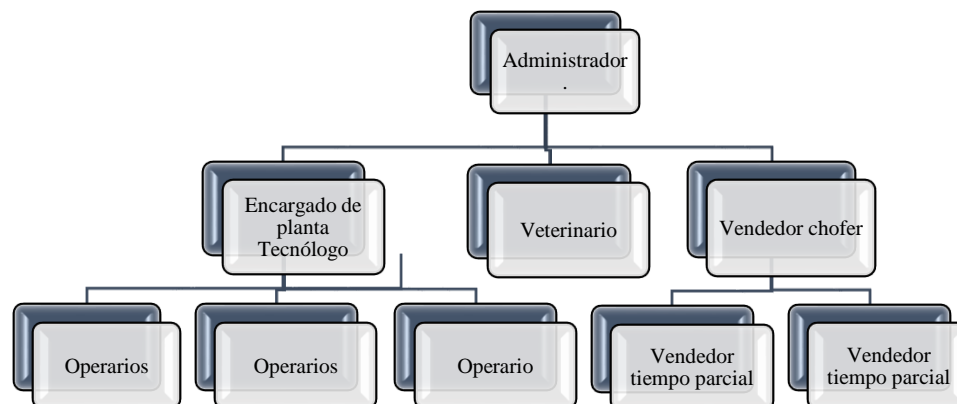 Administrador
.
Encargado de
planta
Tecnólogo
Veterinario
Vendedor chofer
Operarios
Operarios
Operario
Vendedor
tiempo parcial
Vendedor
tiempo parcial